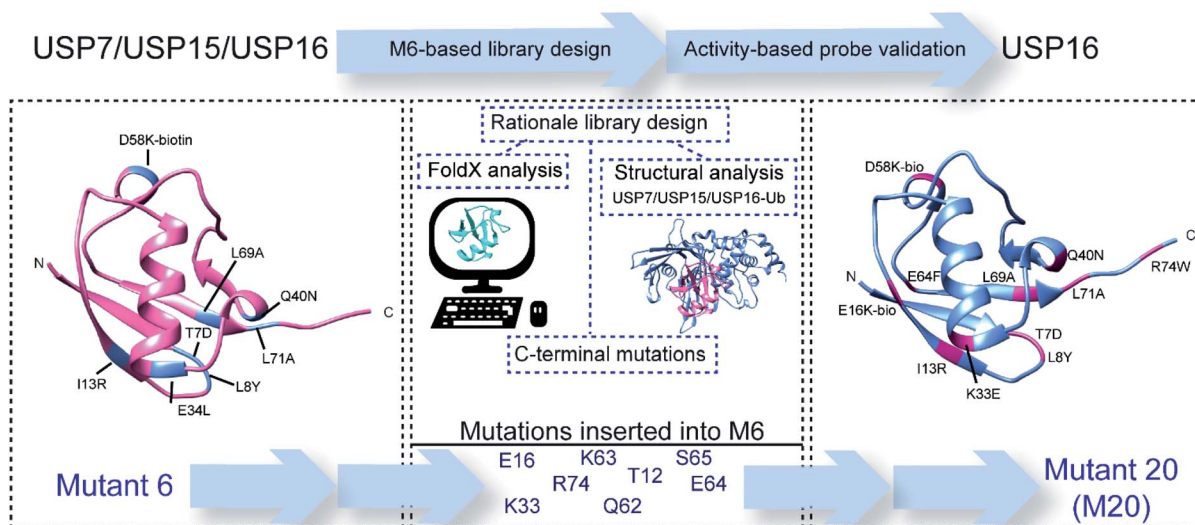 USP7/USP15/USP16
M6-based library design
Activity-based probe validation
USP16
D58K-biotin
L69A
N
Q40N
C
T7D
L71A
I13R
L8Y
E34L
Mutant 6
Rationale library design
FoldX analysis
Structural analysis
USP7/USP15/USP16-Ub
C-terminal mutations
Mutations inserted into M6
E16 K63 S65
R74 T12 E64
K33 Q62
D58K-bio
C
Q40N
R74W
N
E64F
L69A
L71A
E16K-bio
T7D
L8Y
I13R
K33E
Mutant 20
(M20)